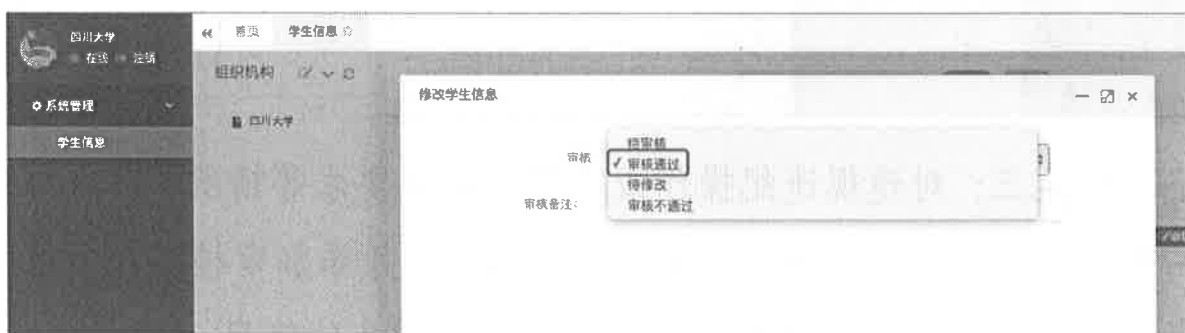 四川大学
在线 注销
首页 学生信息
组织机构
系统管理
修改学生信息
四川大学
学生信息
待审核
审核
审核通过
待修改
审核备注:
审核不通过